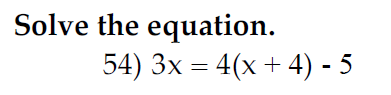 Solve the equation.
54) 3x = 4(x + 4) - 5